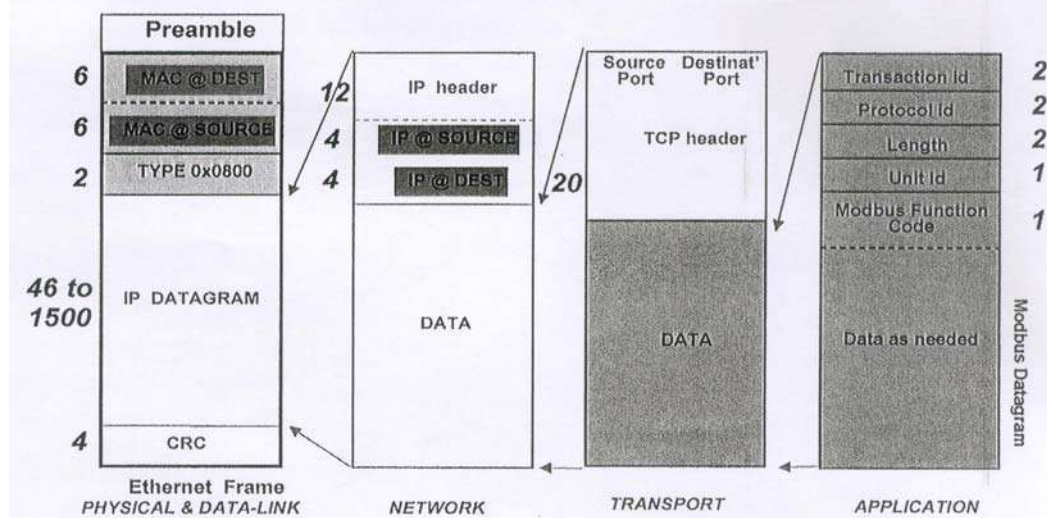 Preamble
6
MAC @ DEST
6
MAC @ SOURCE
2
TYPE 0x0800
46 to
1500
IP DATAGRAM
4
CRC
Ethernet Frame
PHYSICAL & DATA-LINK
12
IP header
4
IP @ SOURCE
4
IP @ DEST
DATA
NETWORK
Source
Port
Destinat'
Port
TCP header
20
DATA
TRANSPORT
Transaction id
2
Protocol id
2
Length
2
Unit id
1
Modbus Function
Code
1
Data as needed
Modbus Datagram
APPLICATION